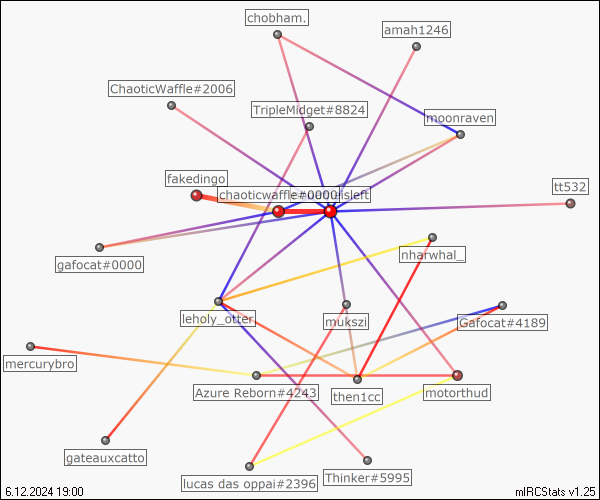 chobham.
amah1246
ChaoticWaffle#2006
TripleMidget#8824
moonraven
fakedingo
chaoticwaffle#0000
lsleft
tt532
nharwhal_
gafocat#0000
leholy_otter
mukszi
Gafocat#4189
mercurybro
Azure Reborn#4243
then1cc
motorthud
gateauxcatto
lucas das oppai#2396
Thinker#5995
6.12.2024 19:00
mIRCStats v1.25